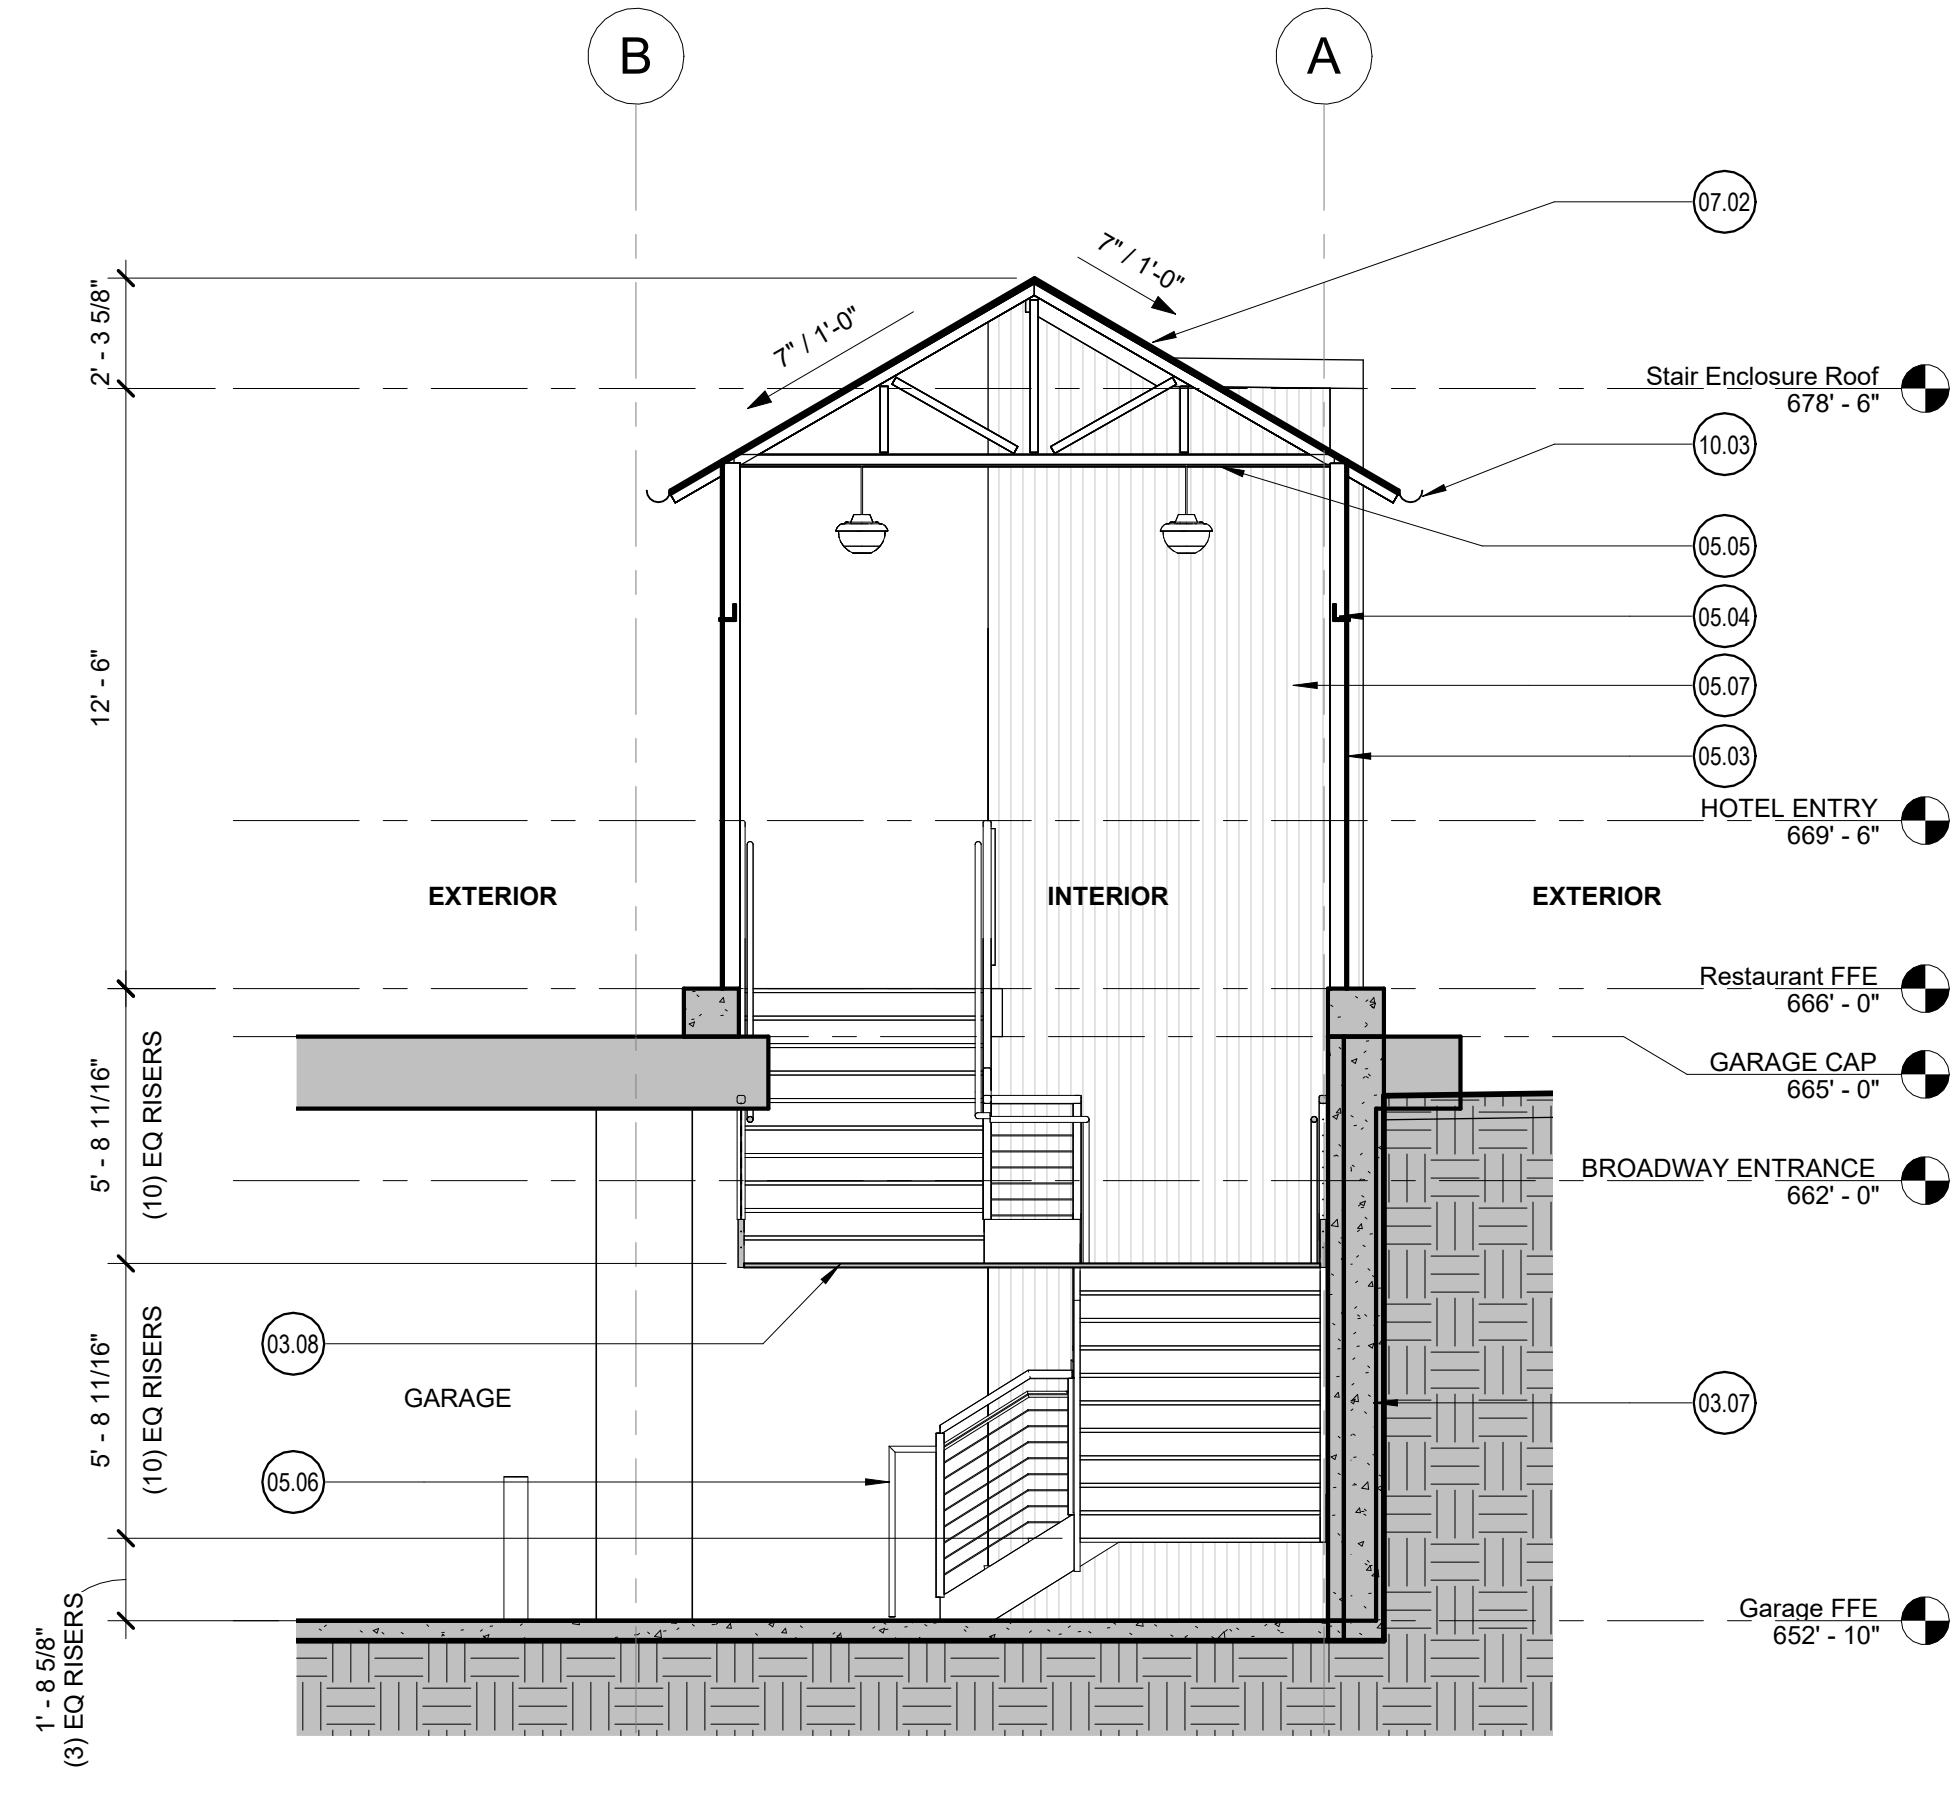 B
A
07.02
7" / 1'-0"
7" / 1'-0"
2' - 3 5/8"
Stair Enclosure Roof
678' - 6"
10.03
05.05
05.04
12' - 6"
05.07
05.03
HOTEL ENTRY
669' - 6"
EXTERIOR
INTERIOR
EXTERIOR
Restaurant FFE
666' - 0"
GARAGE CAP
665' - 0"
5' - 8 11/16"
(10) EQ RISERS
BROADWAY ENTRANCE
662' - 0"
03.08
5' - 8 11/16"
(10) EQ RISERS
GARAGE
03.07
05.06
Garage FFE
652' - 10"
1' - 8 5/8"
(3) EQ RISERS